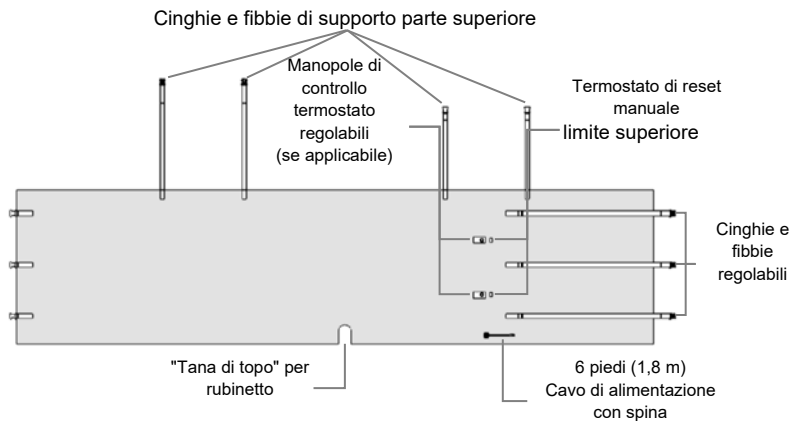 Cinghie e fibbie di supporto parte superiore
Manopole di
controllo
termostato
regolabili
(se applicabile)
Termostato di reset
manuale
limite superiore
Cinghie e
fibbie
regolabili
"Tana di topo" per
rubinetto
6 piedi (1,8 m)
Cavo di alimentazione
con spina